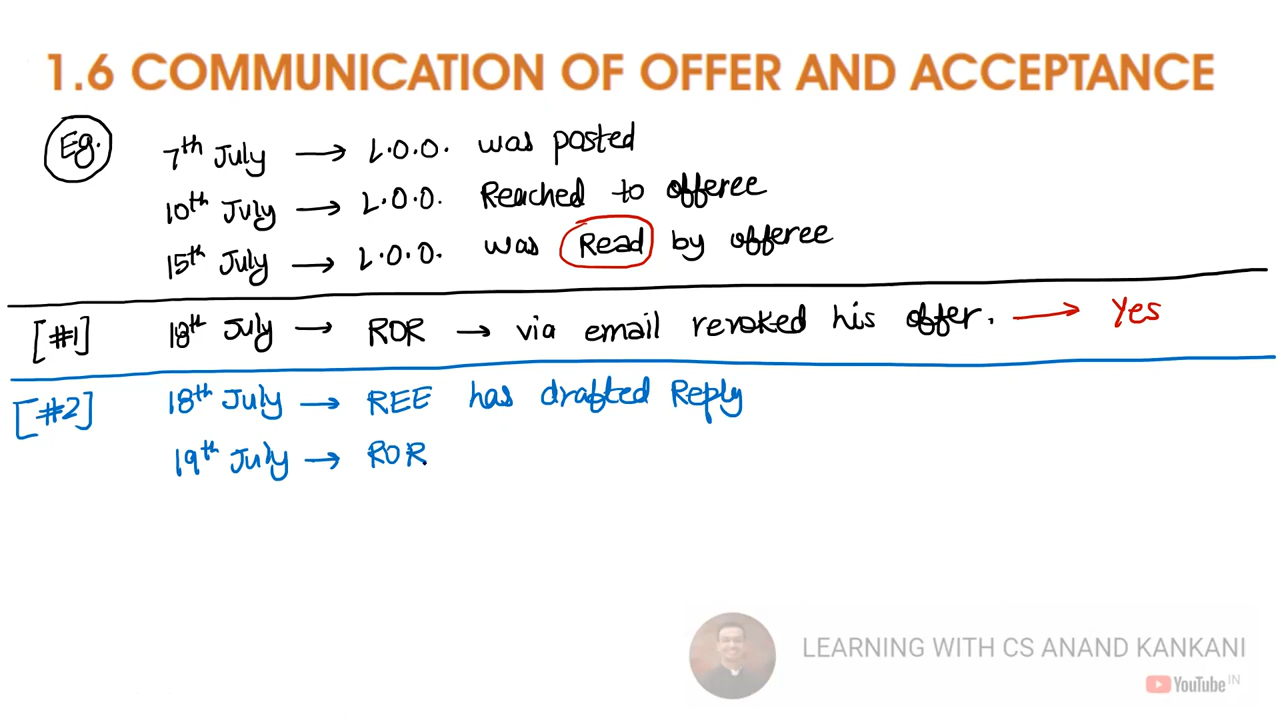 1.6 COMMUNICATION OF OFFER AND ACCEPTANCE
Eg. 7th July → L.O.O. was posted
10th July → L.O.O. Reached to offeree
15th July → L.O.O. was Read by offeree
[#1] 18th July → ROR → via email revoked his offer. → Yes
[#2] 18th July → REE has drafted Reply
19th July → ROR
LEARNING WITH CS ANAND KANKANI
YouTube IN